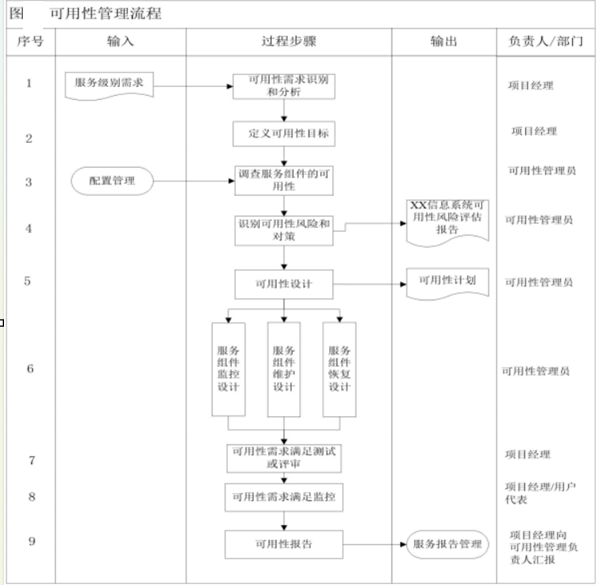 图 可用性管理流程
序号 输入 过程步骤 输出 负责人/部门
1 服务级别需求 可用性需求识别
和分析 项目经理
2 定义可用性目标 项目经理
3 配置管理 调查服务组件的可
用性 可用性管理员
4 识别可用性风险和
对策 XX信息系统可
用性风险评估
报告 可用性管理员
5 可用性设计 可用性计划 可用性管理员
6 服务
组件
监控
设计
服务
组件
维护
设计
服务
组件
恢复
设计
可用性管理员
7 可用性需求满足测试
或评审 项目经理
8 可用性需求满足监控 项目经理/用户
代表
9 可用性报告 服务报告管理 项目经理向
可用性管理负
责人汇报